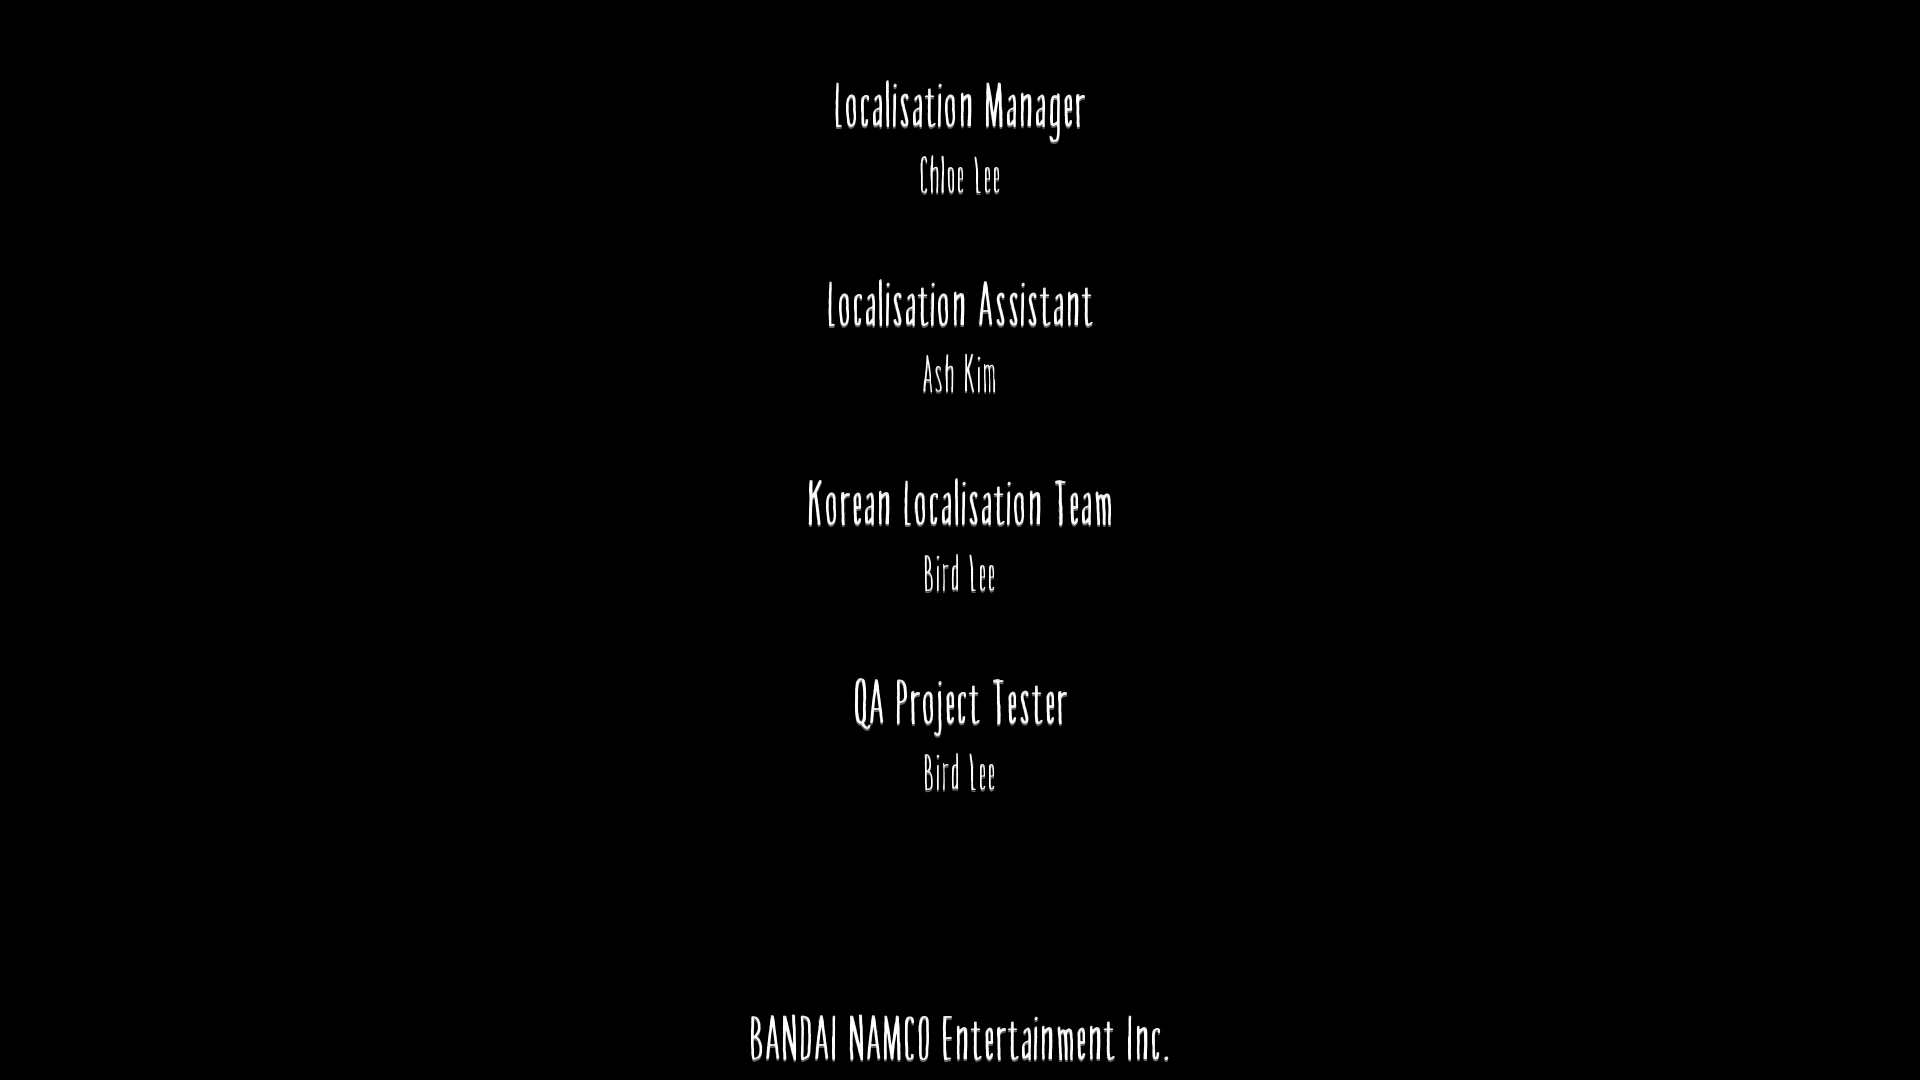 Localisation Manager
Chloe Lee
Localisation Assistant
Ash Kim
Korean Localisation Team
Bird Lee
QA Project Tester
Bird Lee
BANDAI NAMCO Entertainment Inc.